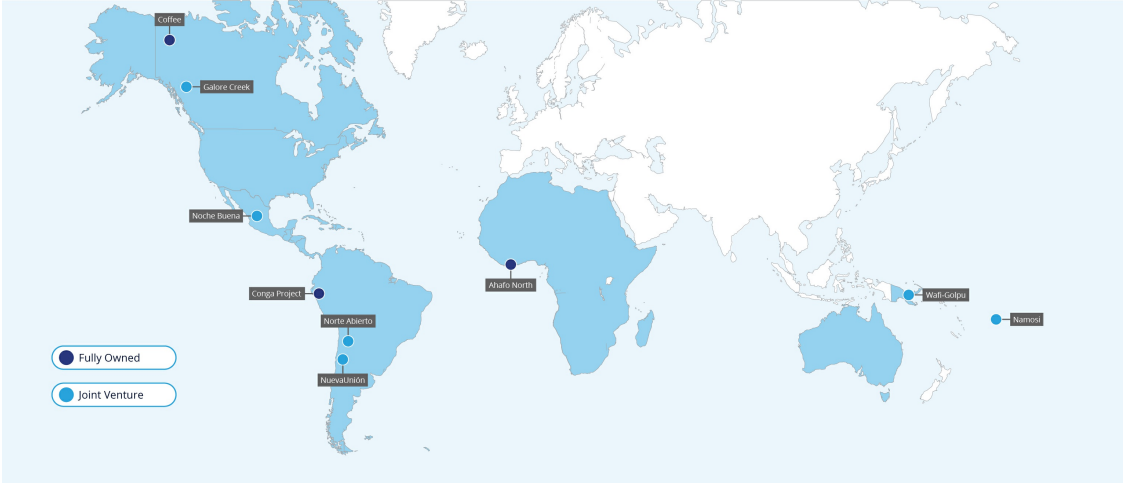 Coffee
Galore Creek
Noche Buena
Conga Project
Ahafo North
Wafi-Golpu
Norte Abierto
Namosi
Fully Owned
NuevaUnión
Joint Venture